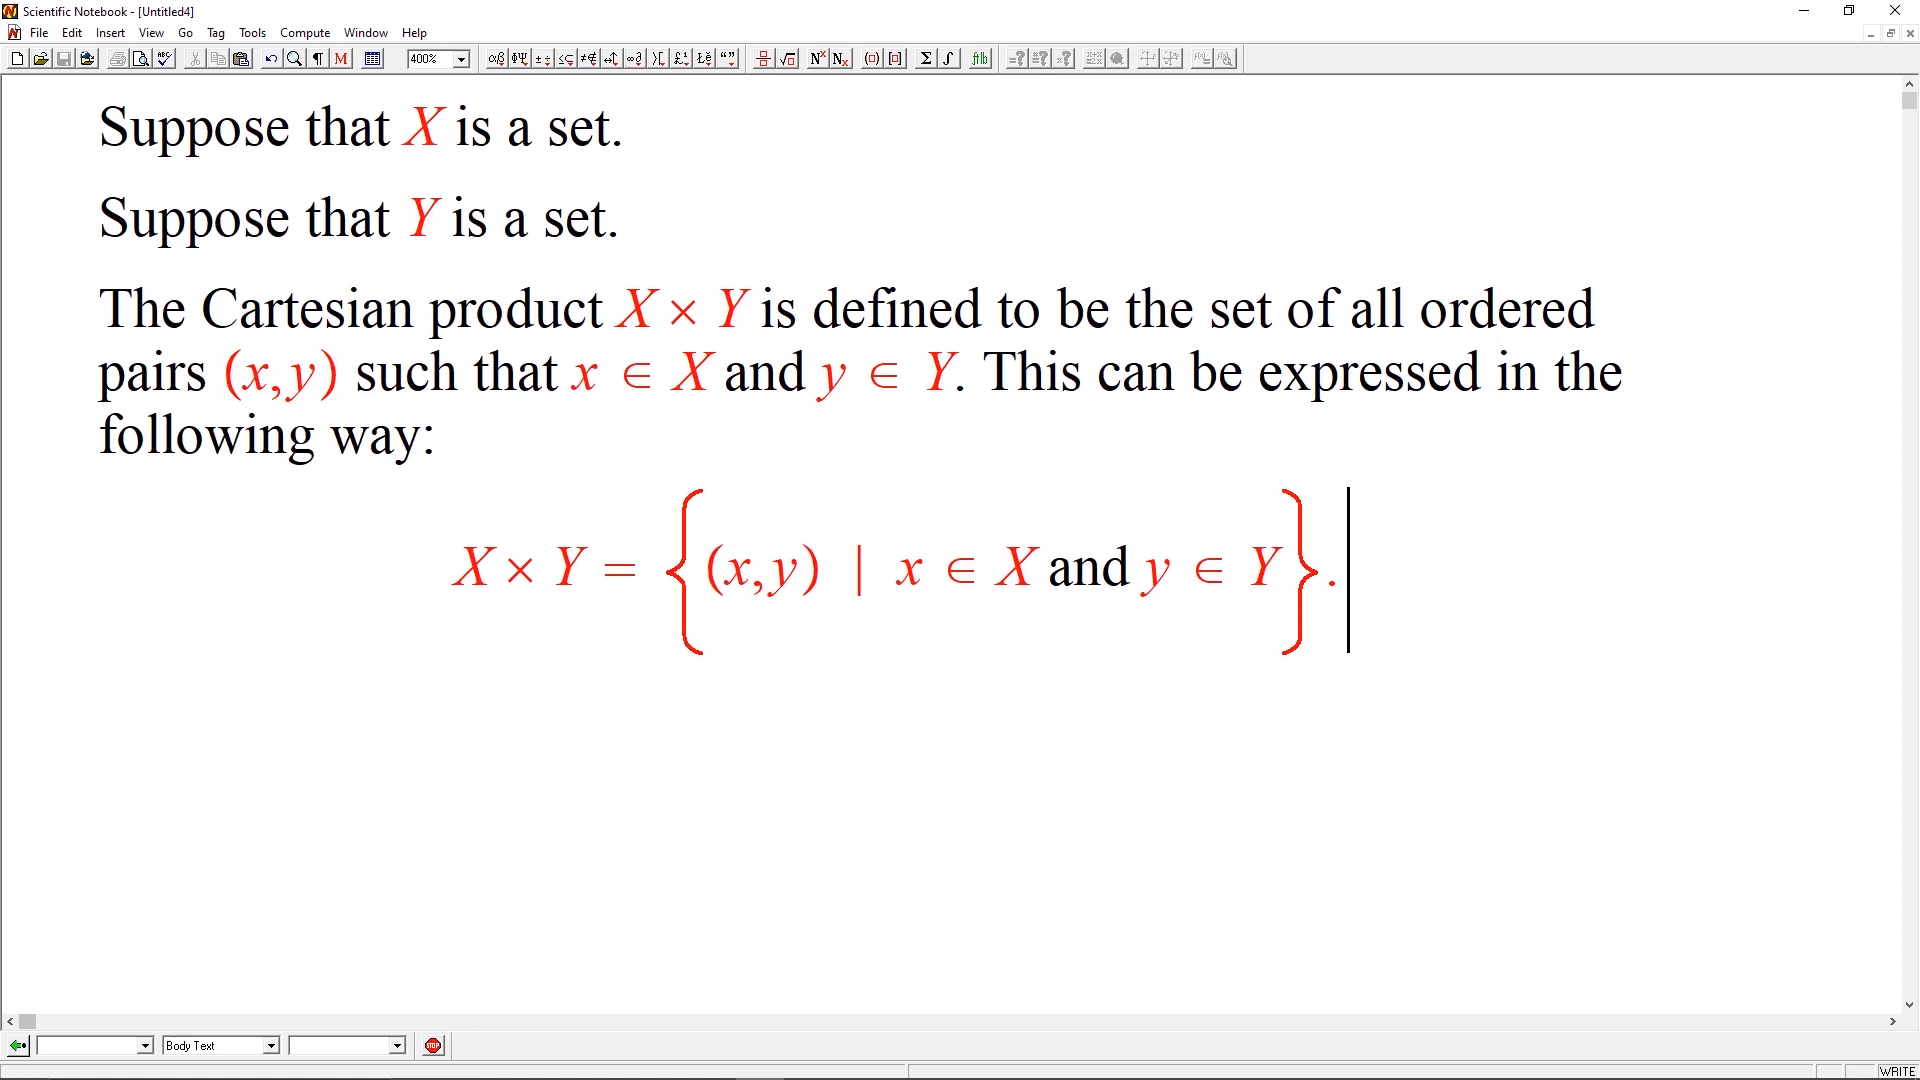 Scientific Notebook - [Untitled4]
File Edit Insert View Go Tag Tools Compute Window Help
400%
Suppose that X is a set.
Suppose that Y is a set.
The Cartesian product X × Y is defined to be the set of all ordered
pairs (x,y) such that x ∈ X and y ∈ Y. This can be expressed in the
following way:
X × Y = {(x,y) | x ∈ X and y ∈ Y}.
Body Text
STOP
WRITE